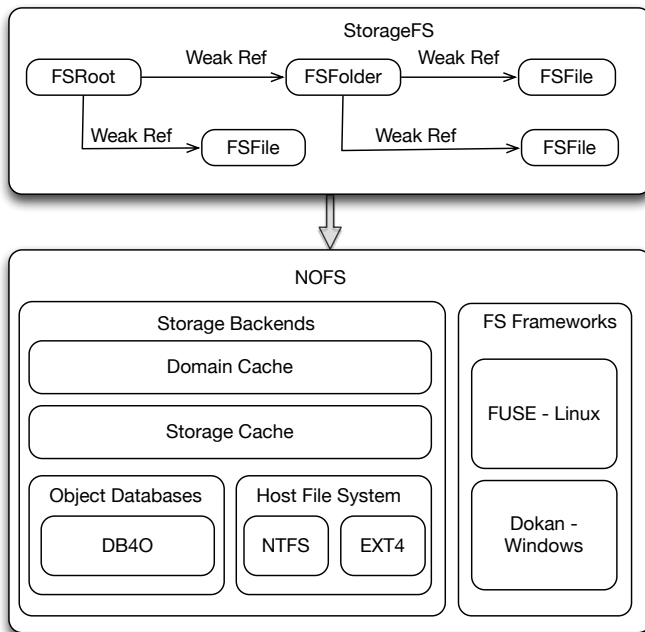 StorageFS
Weak Ref
Weak Ref
FSRoot
FSFolder
FSFile
Weak Ref
FSFile
Weak Ref
FSFile
NOFS
Storage Backends
Domain Cache
Storage Cache
Object Databases
DB4O
Host File System
NTFS
EXT4
FS Frameworks
FUSE - Linux
Dokan -
Windows